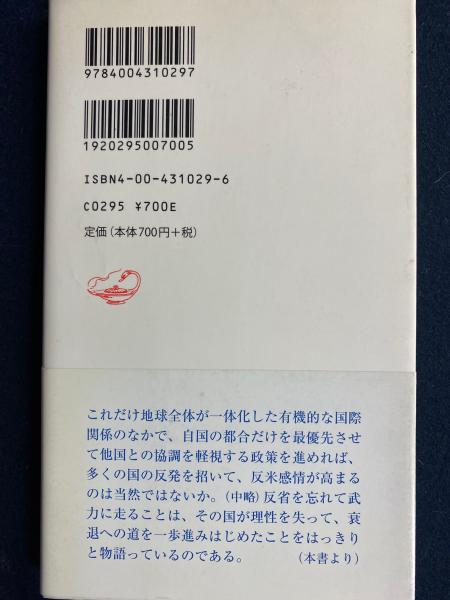 9784004310297
1920295007005
ISBN4-00-431029-6
C0295 ¥700E
定価(本体700円+税)
これだけ地球全体が一体化した有機的な国際
関係のなかで、自国の都合だけを最優先させ
て他国との協調を軽視する政策を進めれば、
多くの国の反発を招いて、反米感情が高まる
のは当然ではないか。(中略)反省を忘れて武
力に走ることは、その国が理性を失って、衰
退への道を一歩進みはじめたことをはっきり
と物語っているのである。 (本書より)